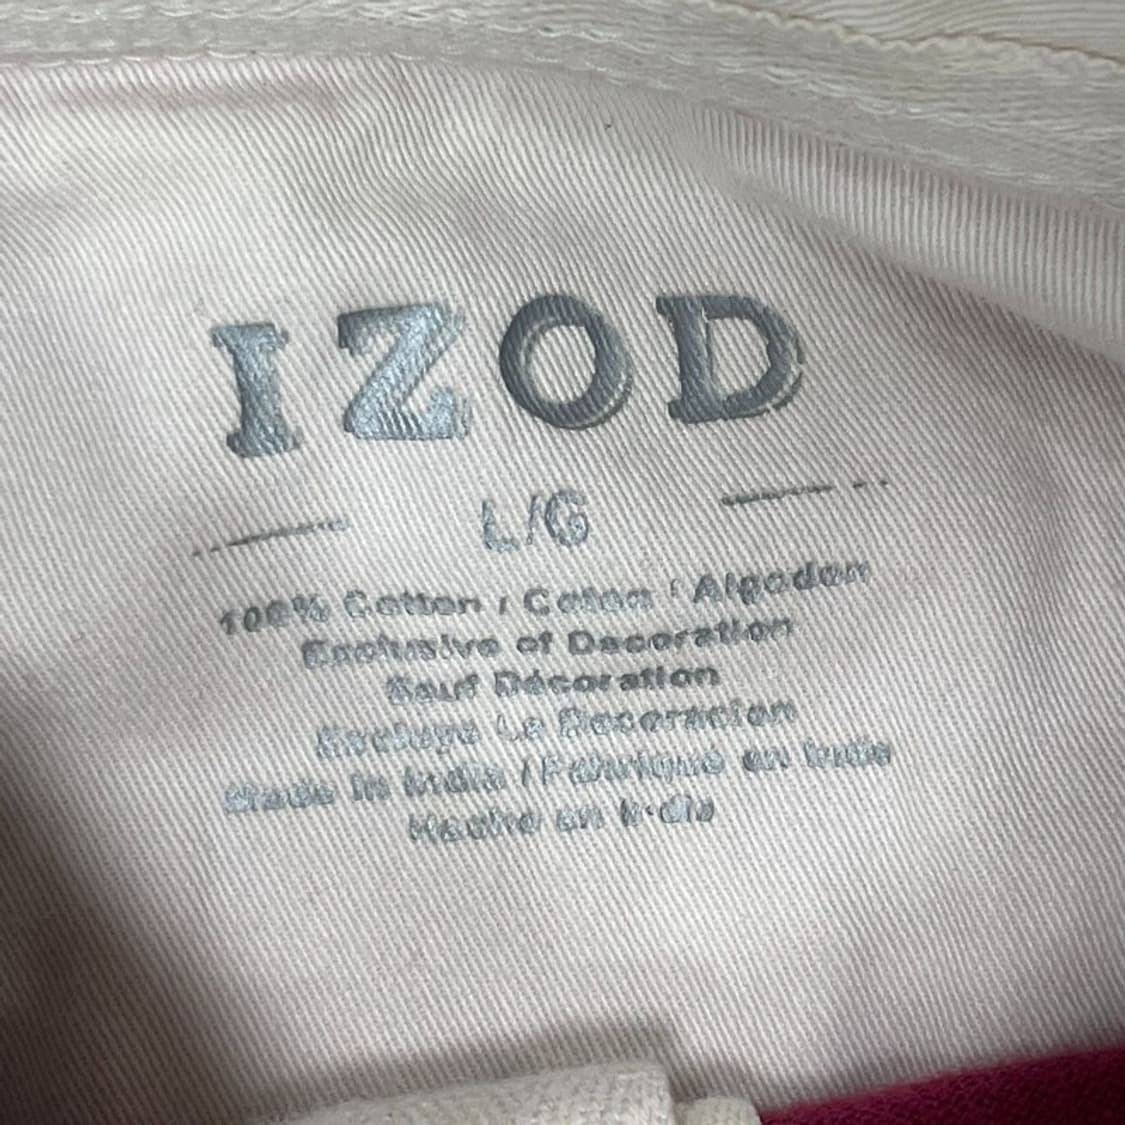 IZOD
L/G
100% Cotton / Coton / Algodon
Exclusive of Decoration
Sauf Décoration
Excluye La Decoracion
Made in India / Fabriqué en Inde
Hecho en India